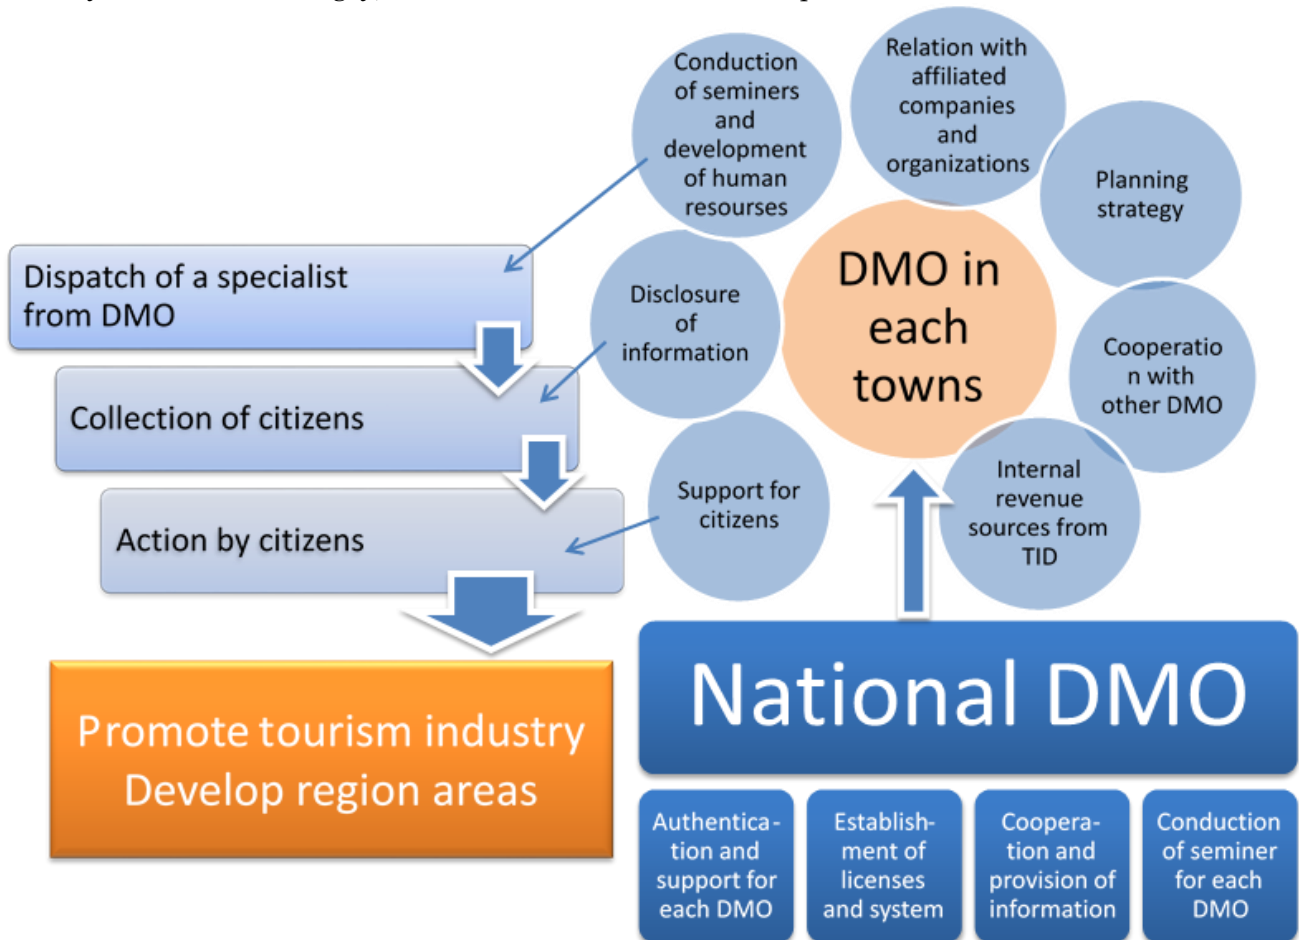 Conduction
of seminers
and
development
of human
resourses
Relation with
affiliated
companies
and
organizations
Planning
strategy
Cooperatio
n with
other DMO
Internal
revenue
sources from
TID
Support for
citizens
Disclosure
of
information
DMO in
each
towns
Dispatch of a specialist
from DMO
Collection of citizens
Action by citizens
Promote tourism industry
Develop region areas
National DMO
Authentica-
tion and
support for
each DMO
Establish-
ment of
licenses
and system
Coopera-
tion and
provision of
information
Conduction
of seminer
for each
DMO